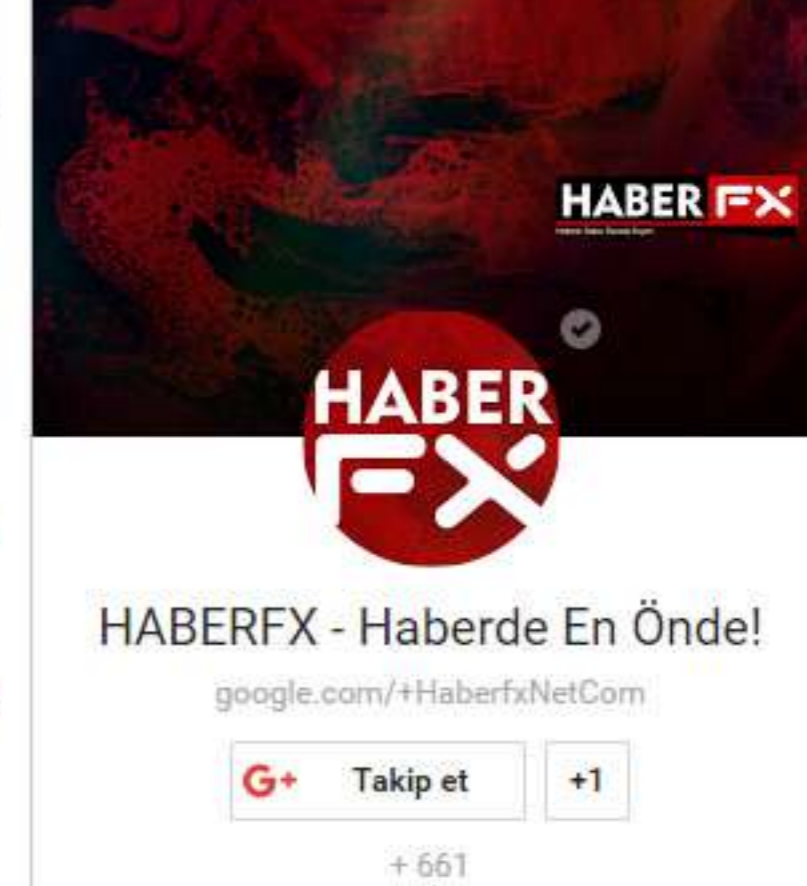 HABER FX
HABER
FX
HABERFX - Haberde En Önde!
google.com/+HaberfxNetCom
G+ Takip et +1
+ 661